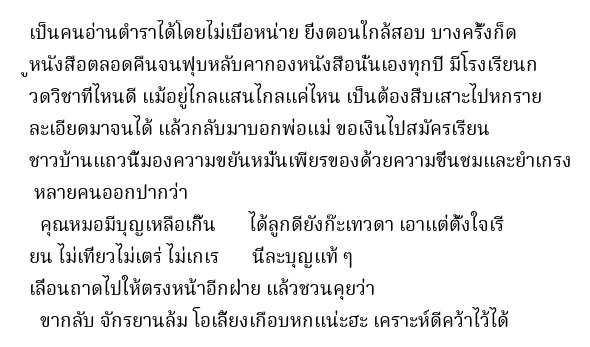 เป็นคนอ่านตำราได้โดยไม่เบื่อหน่าย ยิ่งตอนใกล้สอบ บางครั้งก็ด
ูหนังสือตลอดคืนจนฟุบหลับคากองหนังสือนั้นเองทุกปี มีโรงเรียนก
วดวิชาที่ไหนดี แม้อยู่ไกลแสนไกลแค่ไหน เป็นต้องสืบเสาะไปหกราย
ละเอียดมาจนได้ แล้วกลับมาบอกพ่อแม่ ขอเงินไปสมัครเรียน
ชาวบ้านแถวนี้มองความขยันหมั่นเพียรของด้วยความชื่นชมและยำเกรง
หลายคนออกปากว่า
คุณหมอมีบุญเหลือเกิ๊น ได้ลูกดียังก๊ะเทวดา เอาแต่ตั้งใจเรี
ยน ไม่เที่ยวไม่เตร่ ไม่เกเร นี่ละบุญแท้ ๆ
เลื่อนถาดไปให้ตรงหน้าอีกฝ่าย แล้วชวนคุยว่า
ขากลับ จักรยานล้ม โอเลี้ยงเกือบหกแน่ะฮะ เคราะห์ดีคว้าไว้ได้